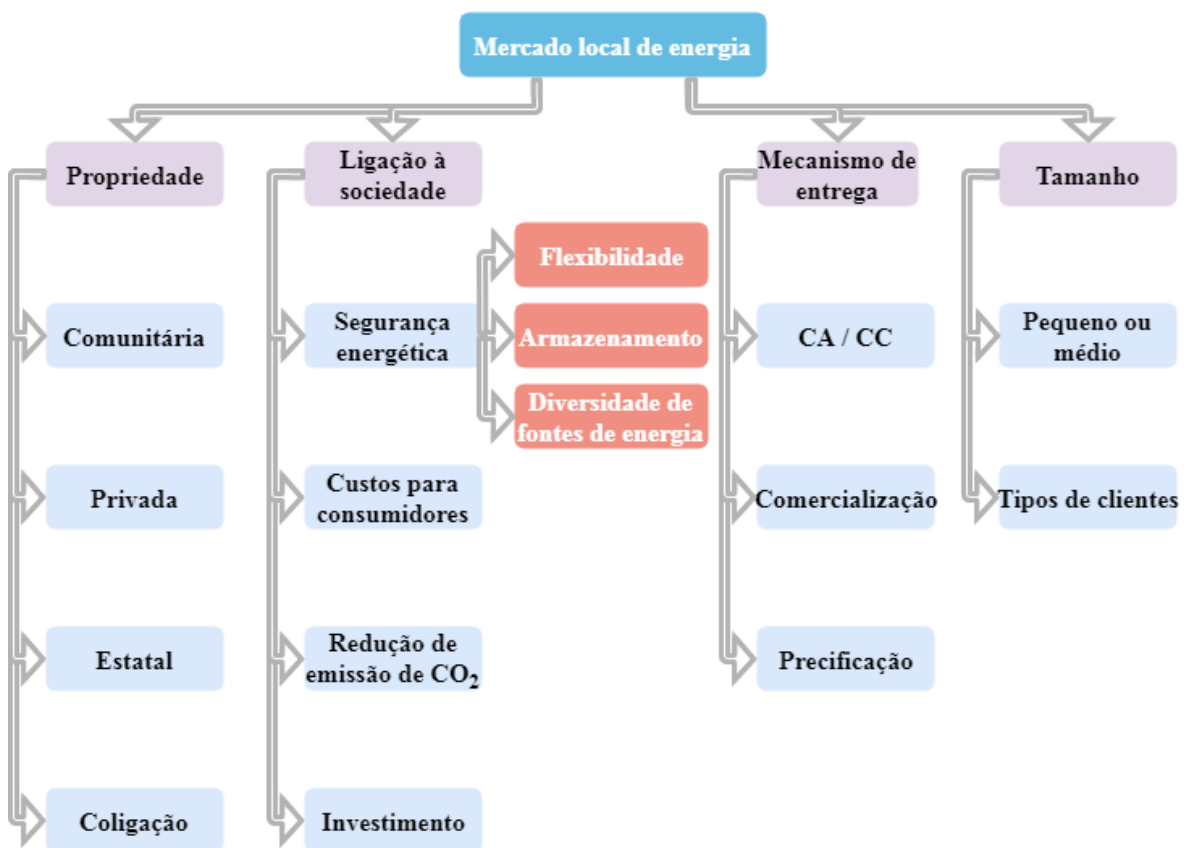 Mercado local de energia
Propriedade
Ligação à
sociedade
Mecanismo de
entrega
Tamanho
Flexibilidade
Comunitária
Segurança
energética
Armazenamento
CA / CC
Pequeno ou
médio
Diversidade de
fontes de energia
Privada
Custos para
consumidores
Comercialização
Tipos de clientes
Estatal
Redução de
emissão de CO₂
Precificação
Coligação
Investimento